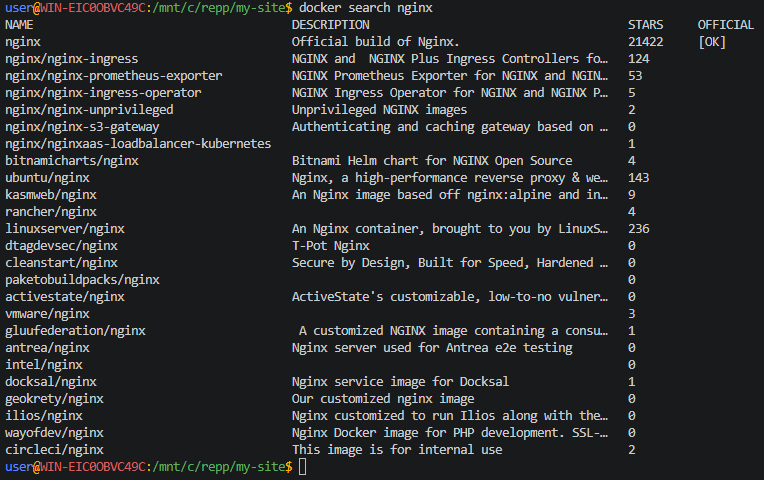 user@WIN-EIC0OBVC49C:/mnt/c/repp/my-site$ docker search nginx
NAME DESCRIPTION STARS OFFICIAL
nginx Official build of Nginx. 21422 [OK]
nginx/nginx-ingress NGINX and  NGINX Plus Ingress Controllers fo… 124
nginx/nginx-prometheus-exporter NGINX Prometheus Exporter for NGINX and NGIN… 53
nginx/nginx-ingress-operator NGINX Ingress Operator for NGINX and NGINX P… 5
nginx/nginx-unprivileged Unprivileged NGINX images 2
nginx/nginx-s3-gateway Authenticating and caching gateway based on … 0
nginx/nginxaas-loadbalancer-kubernetes 1
bitnamicharts/nginx Bitnami Helm chart for NGINX Open Source 4
ubuntu/nginx Nginx, a high-performance reverse proxy & we… 143
kasmweb/nginx An Nginx image based off nginx:alpine and in… 9
rancher/nginx 4
linuxserver/nginx An Nginx container, brought to you by LinuxS… 236
dtagdevsec/nginx T-Pot Nginx 0
cleanstart/nginx Secure by Design, Built for Speed, Hardened … 0
paketobuildpacks/nginx 0
activestate/nginx ActiveState's customizable, low-to-no vulner… 0
vmware/nginx 3
gluufederation/nginx A customized NGINX image containing a consu… 1
antrea/nginx Nginx server used for Antrea e2e testing 0
intel/nginx 0
docksal/nginx Nginx service image for Docksal 1
geokrety/nginx Our customized nginx image 0
ilios/nginx Nginx customized to run Ilios along with the… 0
wayofdev/nginx Nginx Docker image for PHP development. SSL-… 0
circleci/nginx This image is for internal use 2
user@WIN-EIC0OBVC49C:/mnt/c/repp/my-site$